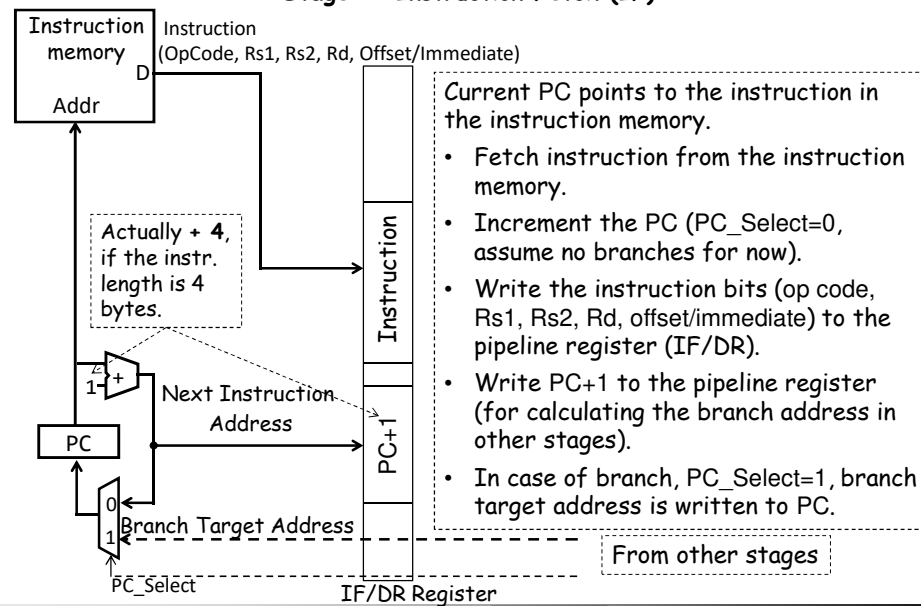 Instruction
memory
D
Addr
Instruction
(OpCode, Rs1, Rs2, Rd, Offset/Immediate)
Actually + 4,
if the instr.
length is 4
bytes.
1
+
Next Instruction
Address
PC
0
1
Branch Target Address
PC_Select
Instruction
PC+1
IF/DR Register
Current PC points to the instruction in
the instruction memory.
• Fetch instruction from the instruction
memory.
• Increment the PC (PC_Select=0,
assume no branches for now).
• Write the instruction bits (op code,
Rs1, Rs2, Rd, offset/immediate) to the
pipeline register (IF/DR).
• Write PC+1 to the pipeline register
(for calculating the branch address in
other stages).
• In case of branch, PC_Select=1, branch
target address is written to PC.
From other stages